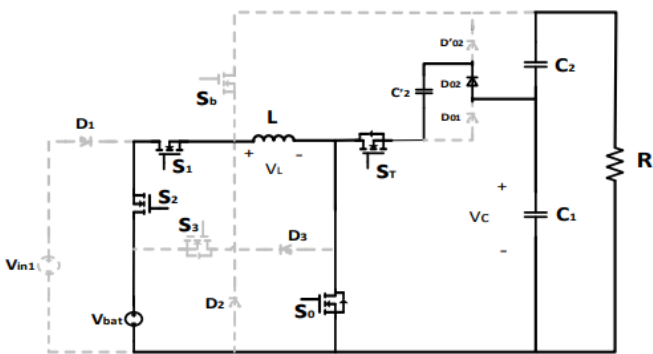 D'02
C2
Sb
C'2
D02
D1
L
D01
S1
+
VL
-
ST
R
S2
S3
D3
+
VC
C1
-
Vin1
D2
S0
Vbat